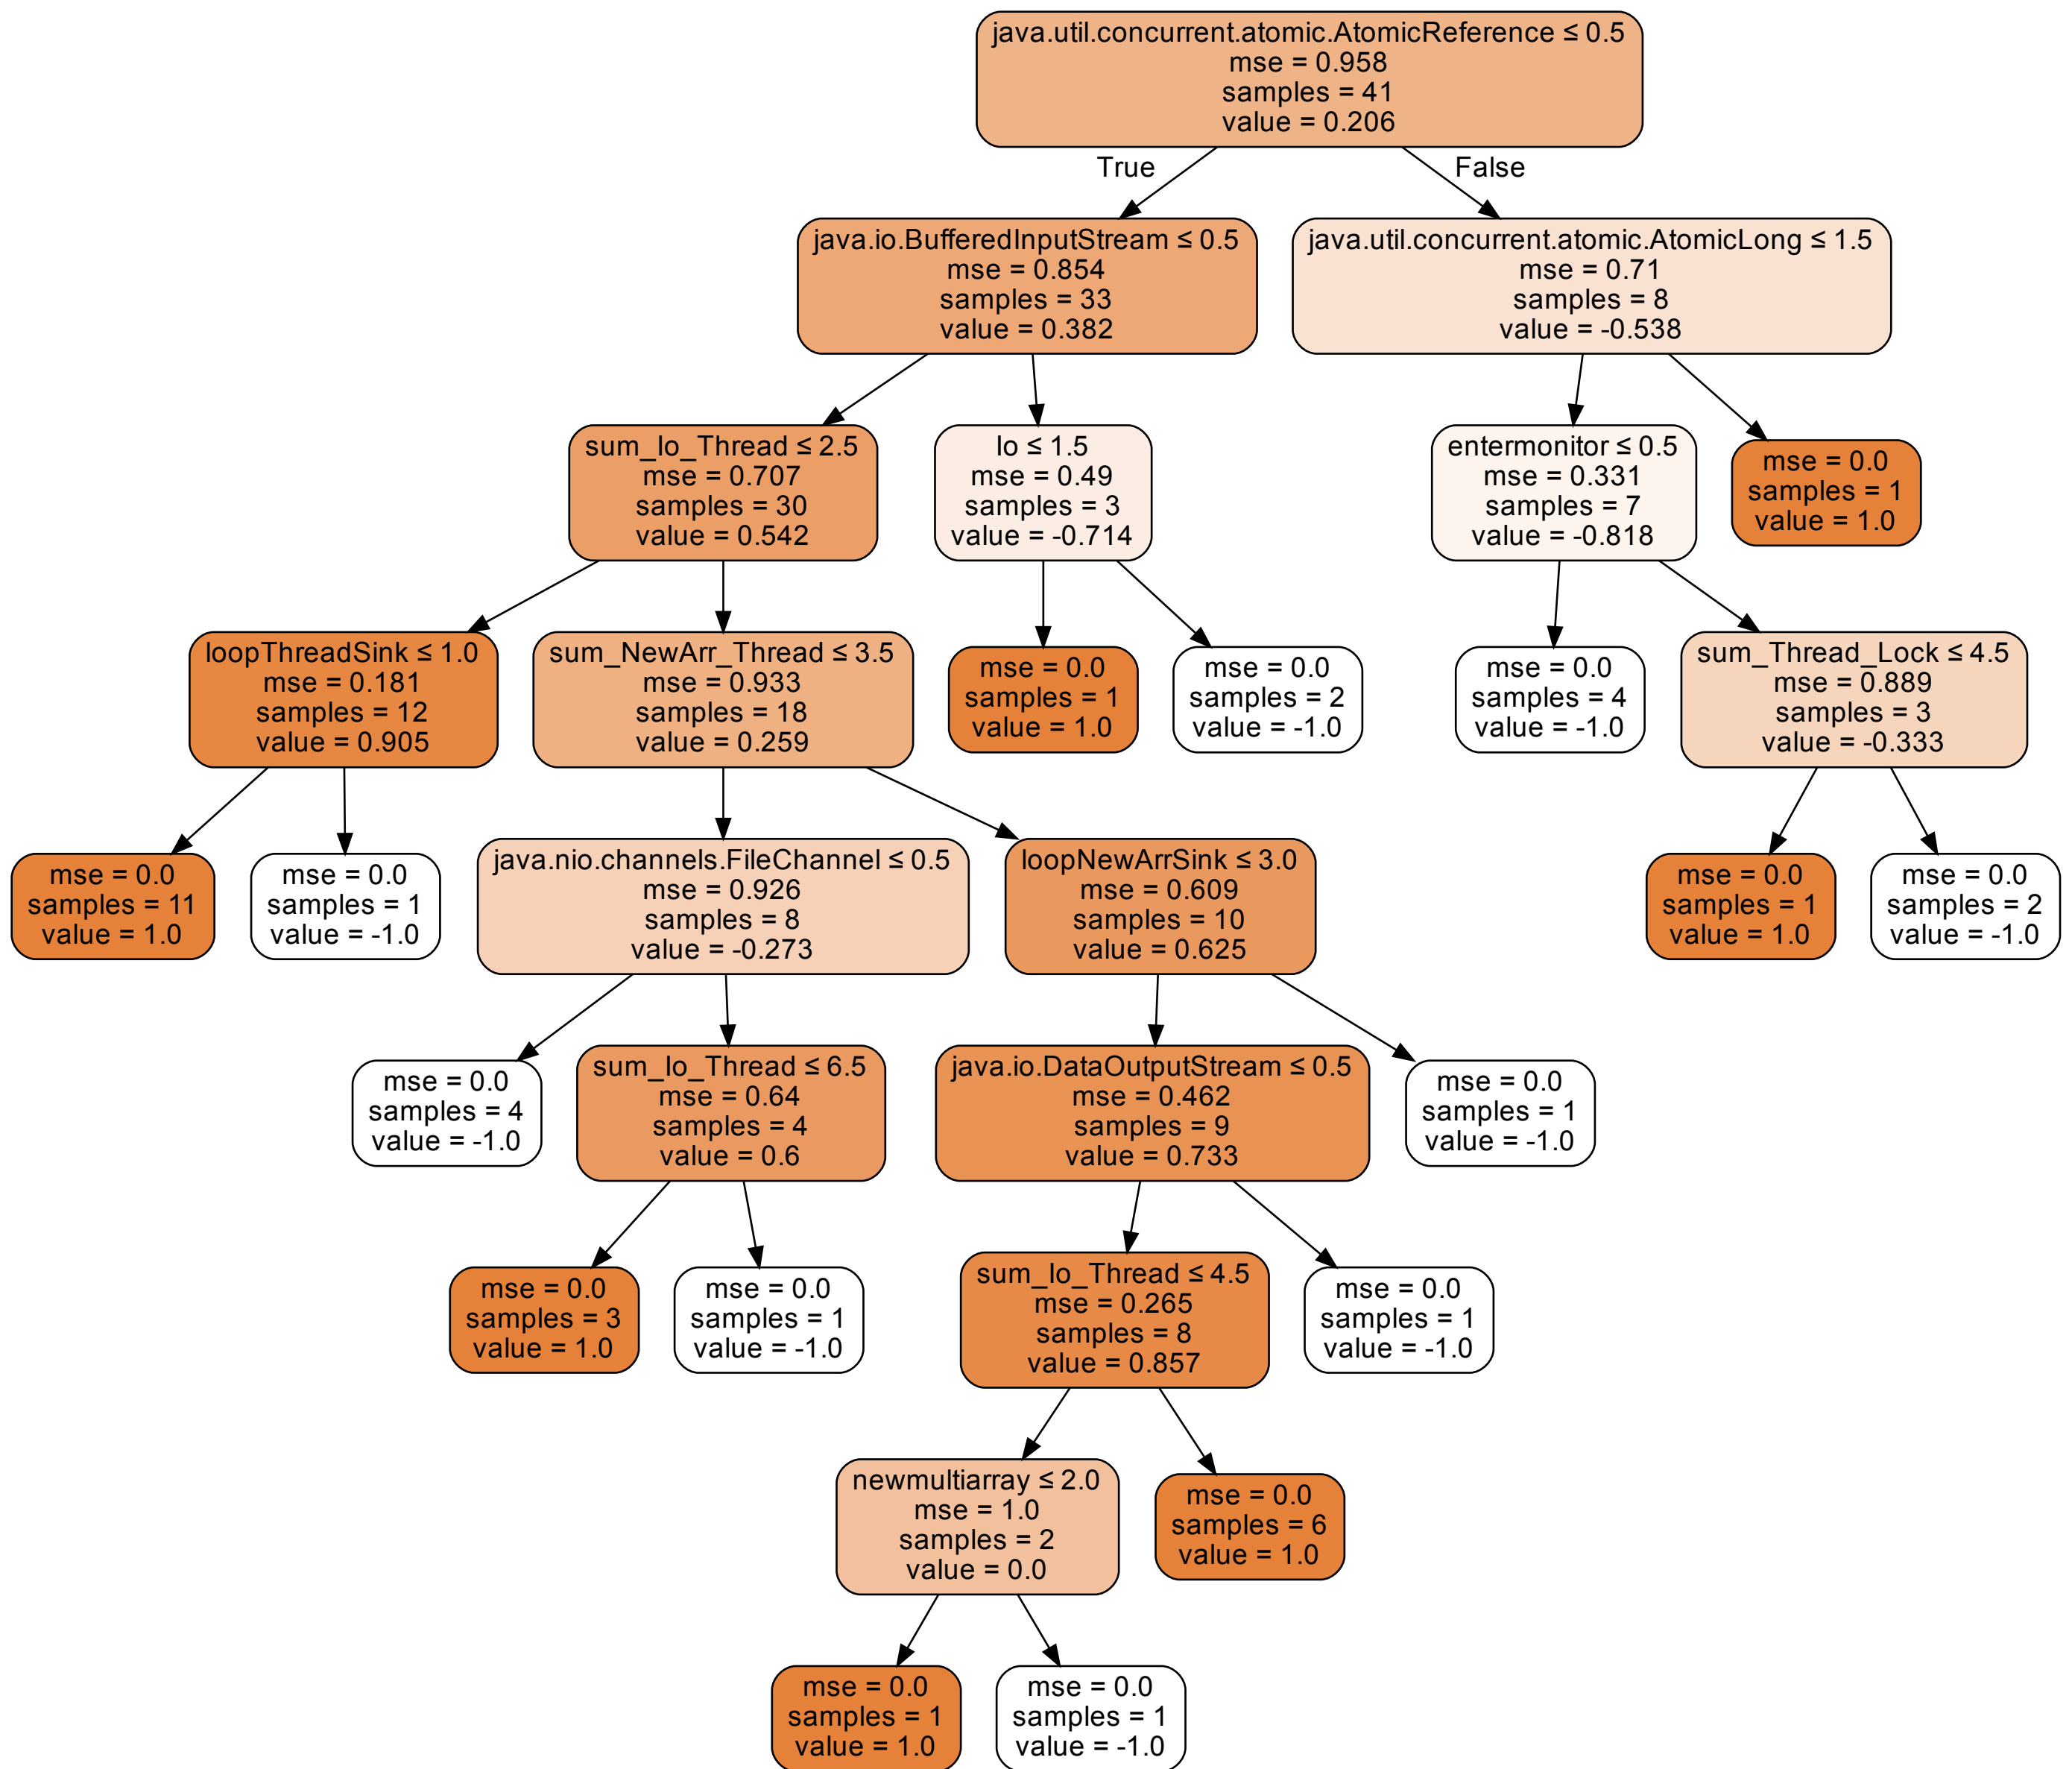 java.util.concurrent.atomic.AtomicReference ≤ 0.5
mse = 0.958
samples = 41
value = 0.206
True
False
java.io.BufferedInputStream ≤ 0.5
mse = 0.854
samples = 33
value = 0.382
java.util.concurrent.atomic.AtomicLong ≤ 1.5
mse = 0.71
samples = 8
value = -0.538
sum_Io_Thread ≤ 2.5
mse = 0.707
samples = 30
value = 0.542
Io ≤ 1.5
mse = 0.49
samples = 3
value = -0.714
entermonitor ≤ 0.5
mse = 0.331
samples = 7
value = -0.818
mse = 0.0
samples = 1
value = 1.0
loopThreadSink ≤ 1.0
mse = 0.181
samples = 12
value = 0.905
sum_NewArr_Thread ≤ 3.5
mse = 0.933
samples = 18
value = 0.259
mse = 0.0
samples = 1
value = 1.0
mse = 0.0
samples = 2
value = -1.0
mse = 0.0
samples = 4
value = -1.0
sum_Thread_Lock ≤ 4.5
mse = 0.889
samples = 3
value = -0.333
mse = 0.0
samples = 11
value = 1.0
mse = 0.0
samples = 1
value = -1.0
java.nio.channels.FileChannel ≤ 0.5
mse = 0.926
samples = 8
value = -0.273
loopNewArrSink ≤ 3.0
mse = 0.609
samples = 10
value = 0.625
mse = 0.0
samples = 1
value = 1.0
mse = 0.0
samples = 2
value = -1.0
mse = 0.0
samples = 4
value = -1.0
sum_Io_Thread ≤ 6.5
mse = 0.64
samples = 4
value = 0.6
java.io.DataOutputStream ≤ 0.5
mse = 0.462
samples = 9
value = 0.733
mse = 0.0
samples = 1
value = -1.0
mse = 0.0
samples = 3
value = 1.0
mse = 0.0
samples = 1
value = -1.0
sum_Io_Thread ≤ 4.5
mse = 0.265
samples = 8
value = 0.857
mse = 0.0
samples = 1
value = -1.0
newmultiarray ≤ 2.0
mse = 1.0
samples = 2
value = 0.0
mse = 0.0
samples = 6
value = 1.0
mse = 0.0
samples = 1
value = 1.0
mse = 0.0
samples = 1
value = -1.0